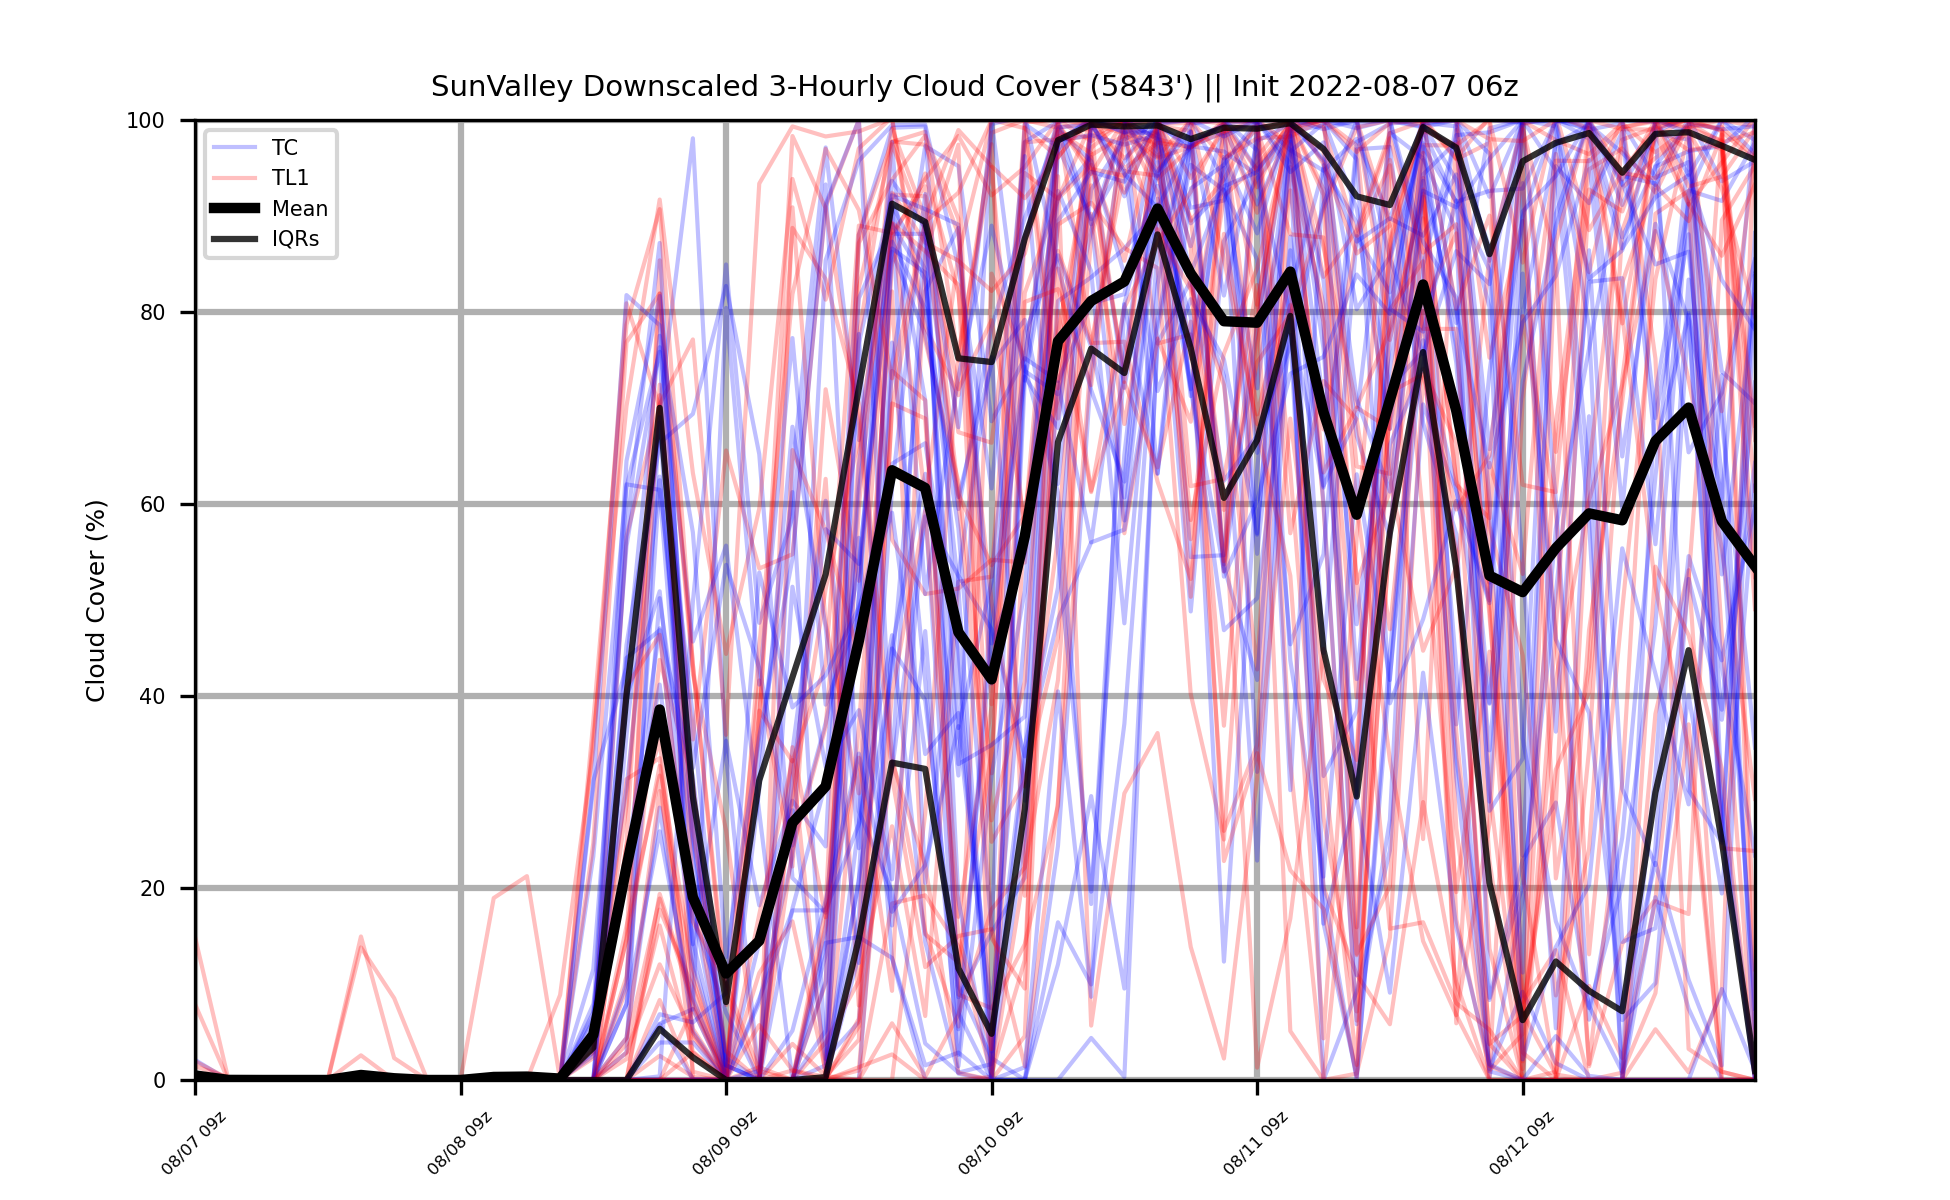 SunValley Downscaled 3-Hourly Cloud Cover (5843') || Init 2022-08-07 06z
TC
TL1
Mean
IQRs
Cloud Cover (%)
100
80
60
40
20
0
08/07 09z
08/08 09z
08/09 09z
08/10 09z
08/11 09z
08/12 09z